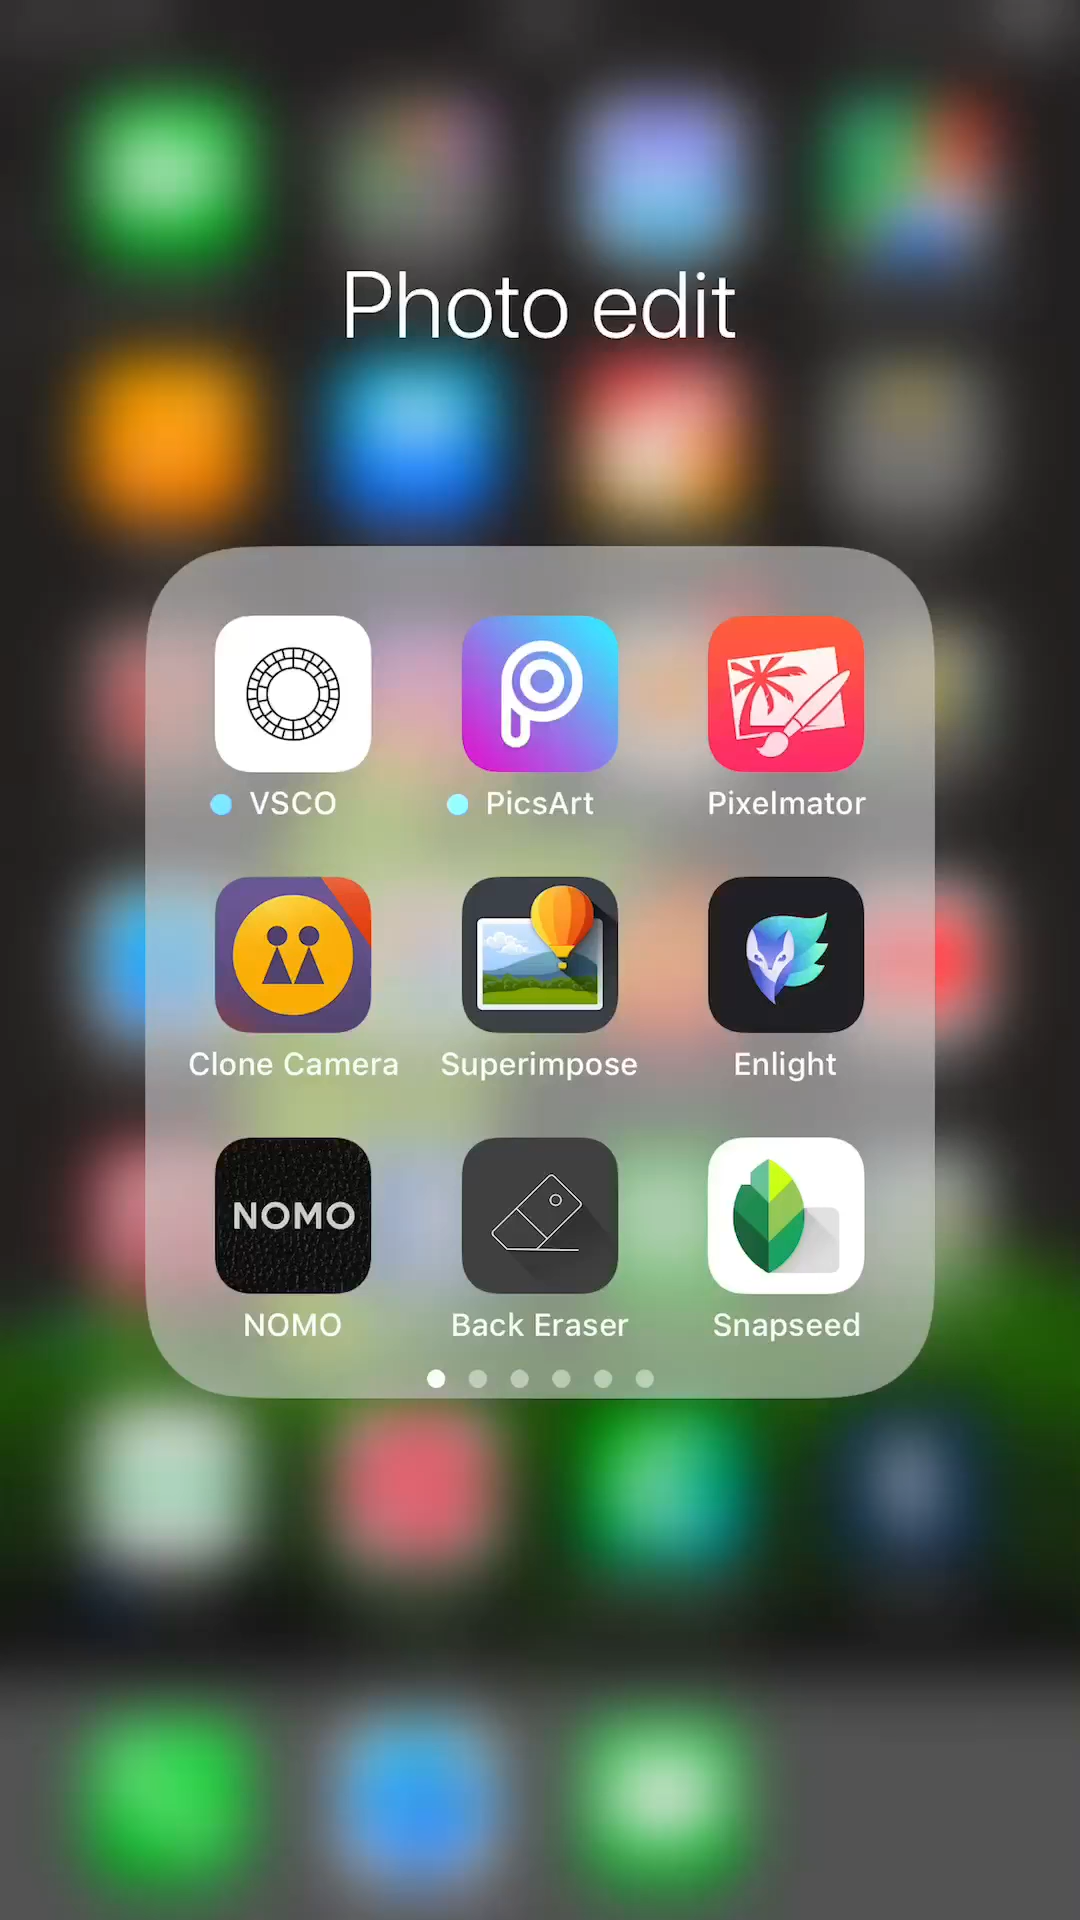 Photo edit
VSCO PicsArt Pixelmator
Clone Camera Superimpose Enlight
NOMO
NOMO Back Eraser Snapseed